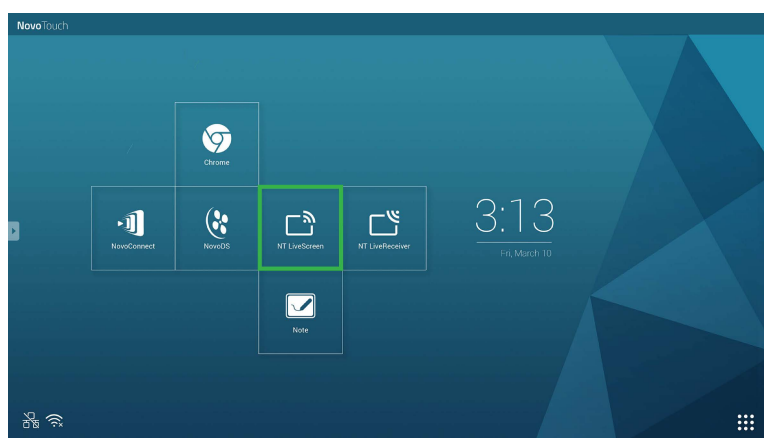 NovoTouch
Chrome
NovoConnect
NovoDS
NT LiveScreen
NT LiveReceiver
3:13
Fri, March 10
Note